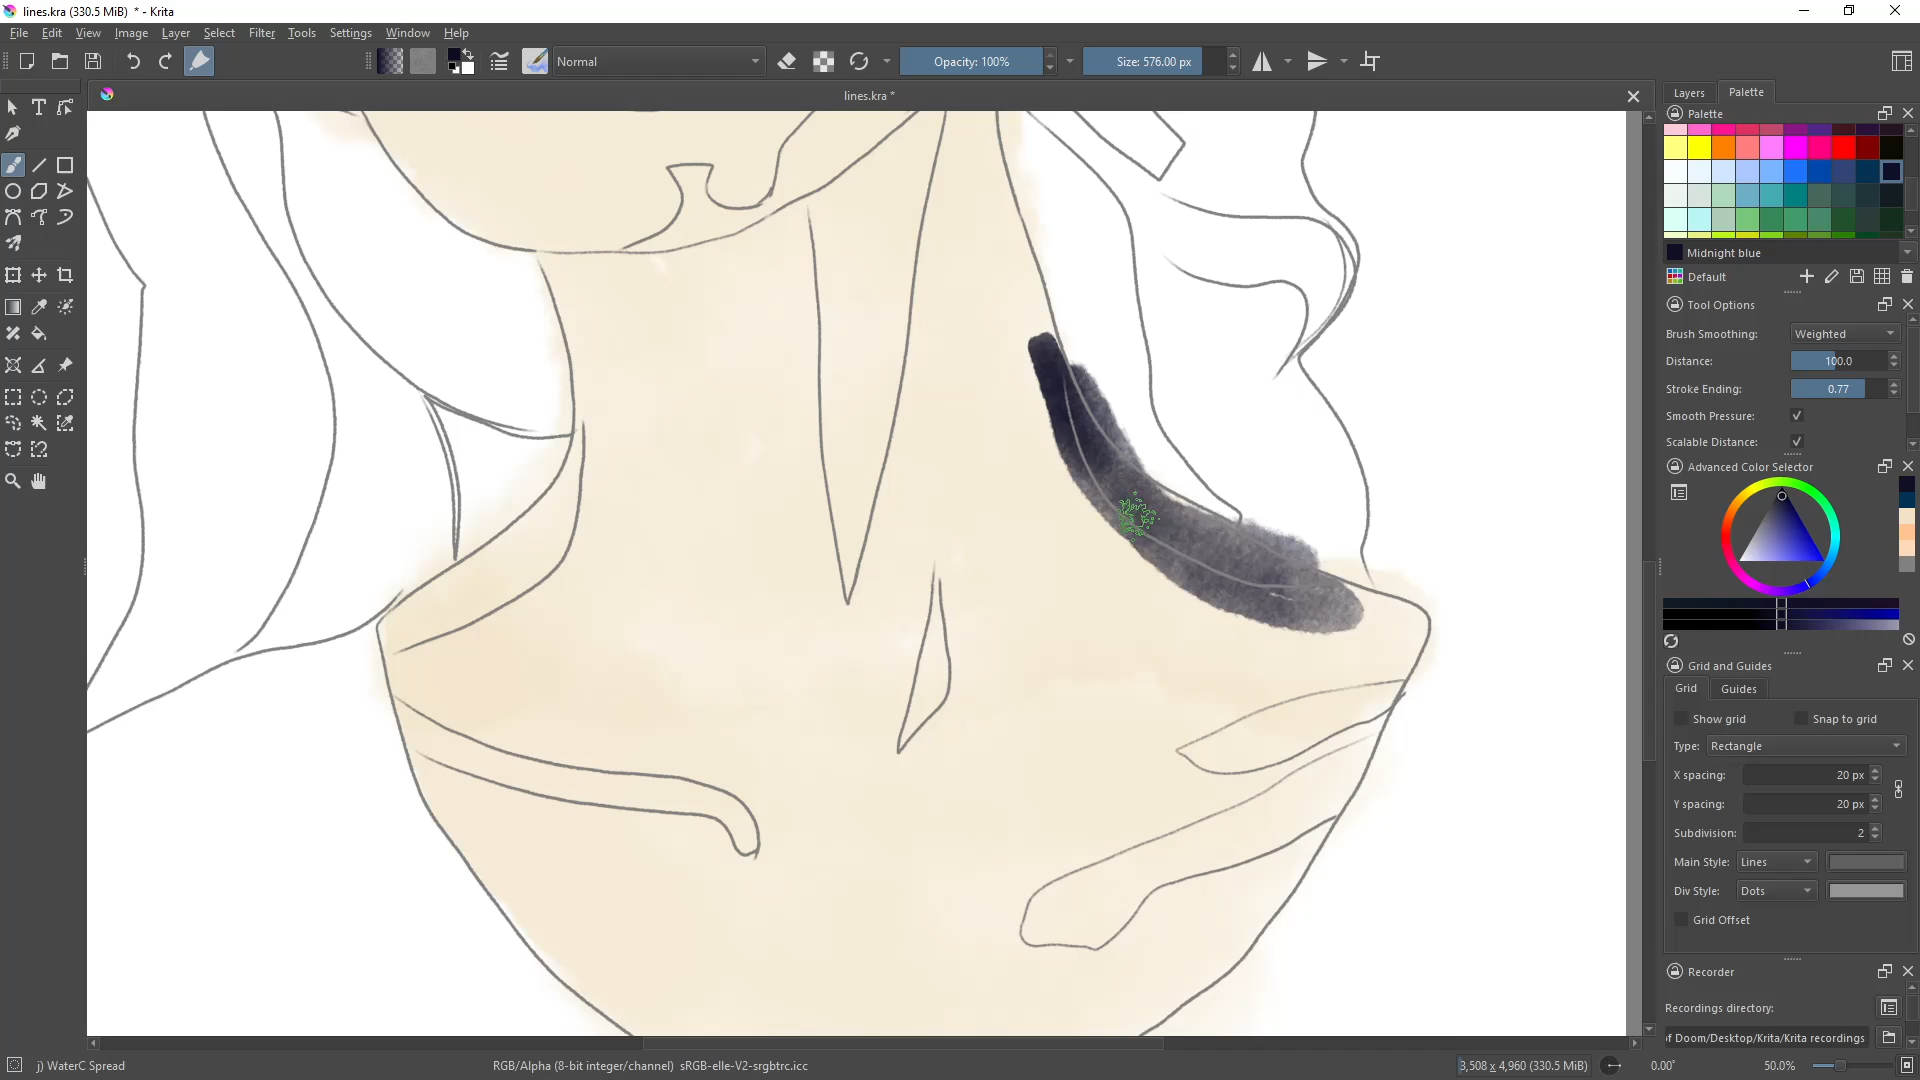 lines.kra (330.5 MiB) * - Krita
File Edit View Image Layer Select Filter Tools Settings Window Help
Normal Opacity: 100% Size: 576.00 px
lines.kra *
Layers Palette
Palette
Midnight blue
Default
Tool Options
Brush Smoothing: Weighted
Distance: 100.0
Stroke Ending: 0.77
Smooth Pressure: ✓
Scalable Distance: ✓
Advanced Color Selector
Grid and Guides
Grid Guides
Show grid Snap to grid
Type: Rectangle
X spacing: 20 px
Y spacing: 20 px
Subdivision: 2
Main Style: Lines
Div Style: Dots
Grid Offset
Recorder
Recordings directory:
of Doom/Desktop/Krita/Krita recordings
j) WaterC Spread RGB/Alpha (8-bit integer/channel) sRGB-elle-V2-srgbtrc.icc 3,508 x 4,960 (330.5 MiB) 0.00° 50.0%